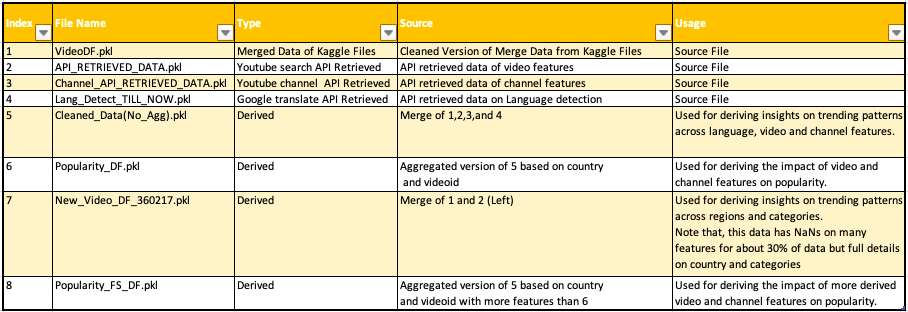 Index File Name Type Source Usage
1 VideoDF.pkl Merged Data of Kaggle Files Cleaned Version of Merge Data from Kaggle Files Source File
2 API_RETRIEVED_DATA.pkl Youtube search API Retrieved API retrieved data of video features Source File
3 Channel_API_RETRIEVED_DATA.pkl Youtube channel API Retrieved API retrieved data of channel features Source File
4 Lang_Detect_TILL_NOW.pkl Google translate API Retrieved API retrieved data on Language detection Source File
5 Cleaned_Data(No_Agg).pkl Derived Merge of 1,2,3,and 4 Used for deriving insights on trending patterns
across language, video and channel features.
6 Popularity_DF.pkl Derived Aggregated version of 5 based on country Used for deriving the impact of video and
and videoid channel features on popularity.
7 New_Video_DF_360217.pkl Derived Merge of 1 and 2 (Left) Used for deriving insights on trending patterns
across regions and categories.
Note that, this data has NaNs on many
features for about 30% of data but full details
on country and categories
8 Popularity_FS_DF.pkl Derived Aggregated version of 5 based on country Used for deriving the impact of more derived
and videoid with more features than 6 video and channel features on popularity.